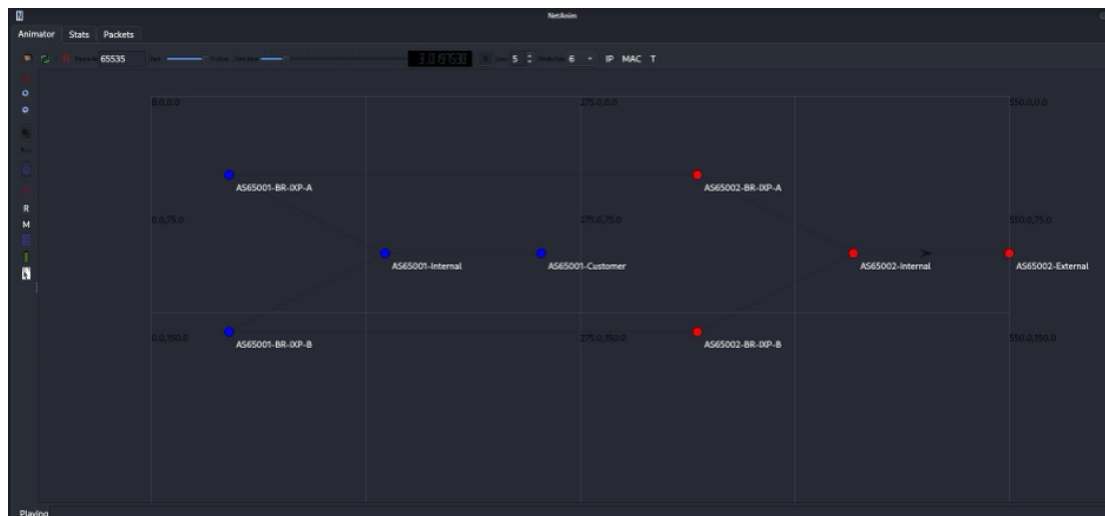 NetAnim
Animator Stats Packets
65535 5 6 IP MAC T
0.0,0.0 275.0,0.0 550.0,0.0
AS65001-BR-IXP-A AS65002-BR-IXP-A
R
M
0.0,75.0 275.0,75.0 550.0,75.0
AS65001-Internal AS65001-Customer AS65002-Internal AS65002-External
0.0,150.0 275.0,150.0 550.0,150.0
AS65001-BR-IXP-B AS65002-BR-IXP-B
Playing